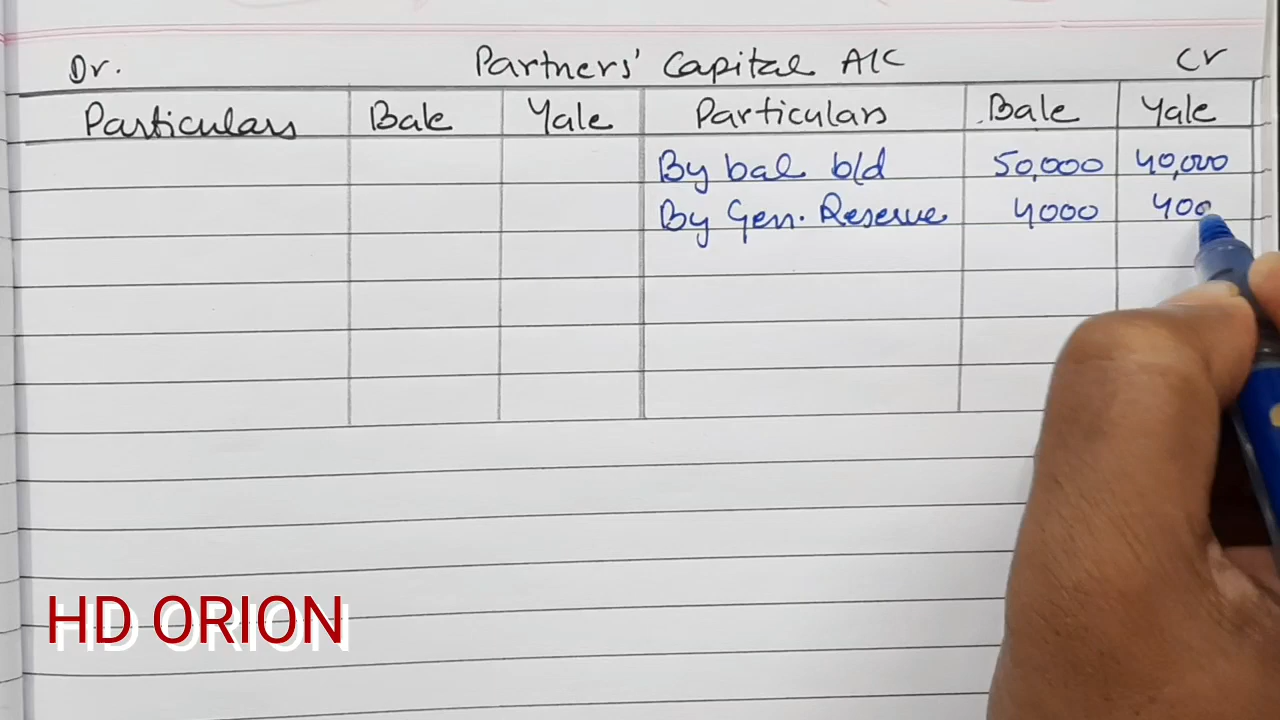 Dr. Partners' Capital A/C Cr
Particulars Bale Yale Particulars Bale Yale
By bal b/d 50,000 40,000
By Gen. Reserve 4000 400
HD ORION